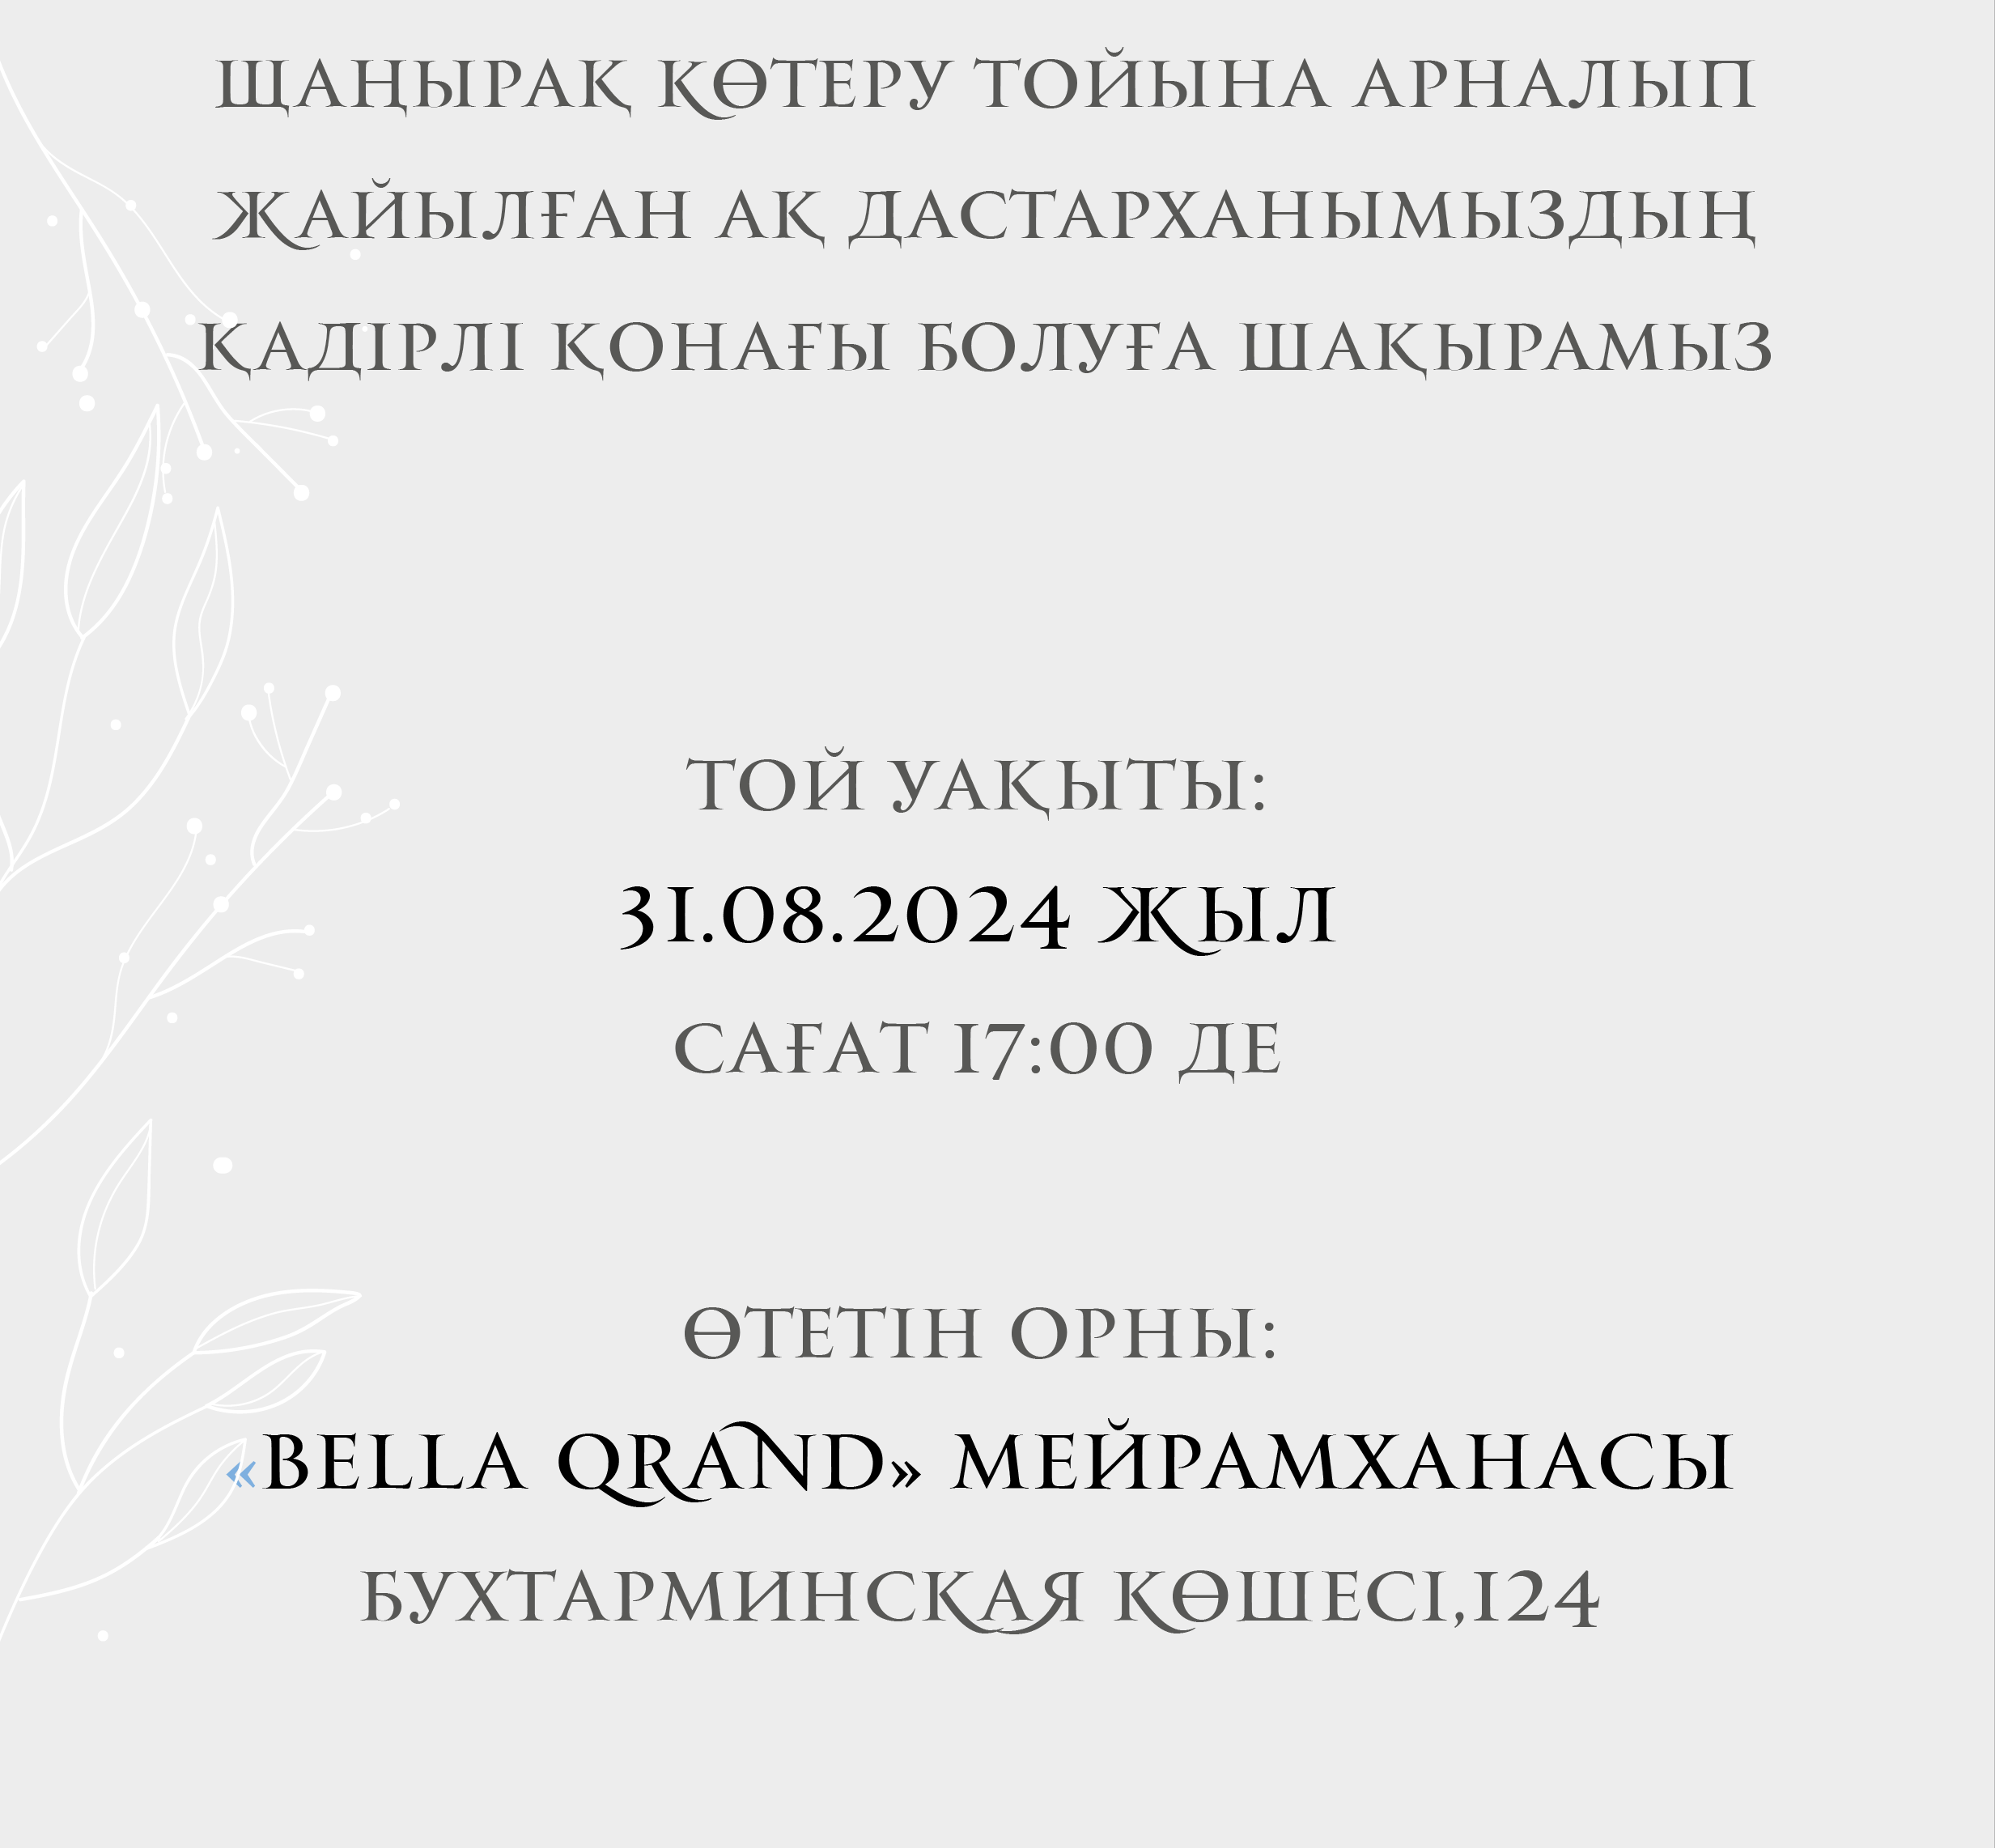 ШАҢЫРАҚ КӨТЕРУ ТОЙЫНА АРНАЛЫП
ЖАЙЫЛҒАН АҚ ДАСТАРХАНЫМЫЗДЫҢ
ҚАДІРЛІ ҚОНАҒЫ БОЛУҒА ШАҚЫРАМЫЗ
ТОЙ УАҚЫТЫ:
31.08.2024 ЖЫЛ
САҒАТ 17:00 ДЕ
ӨТЕТІН ОРНЫ:
«BELLA QRAND» МЕЙРАМХАНАСЫ
БУХТАРМИНСКАЯ КӨШЕСІ,124